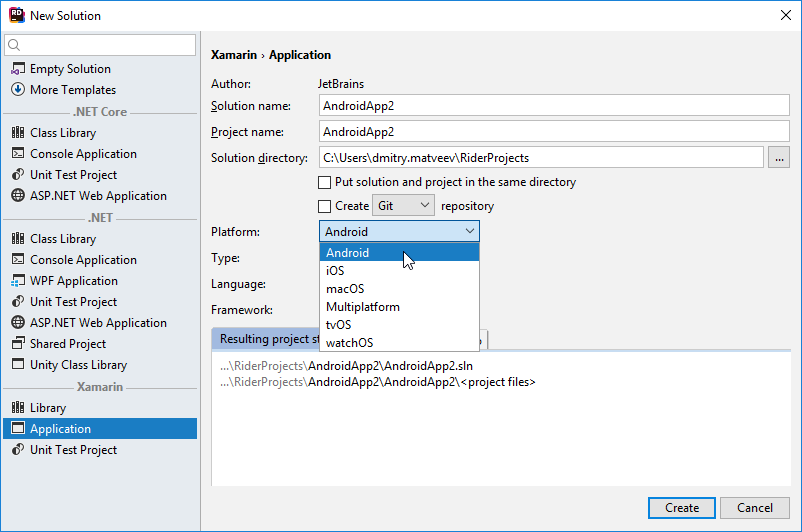 RD New Solution
Empty Solution
More Templates
.NET Core
Class Library
Console Application
Unit Test Project
ASP.NET Web Application
.NET
Class Library
Console Application
WPF Application
Unit Test Project
ASP.NET Web Application
Shared Project
Unity Class Library
Xamarin
Library
Application
Unit Test Project
Xamarin › Application
Author: JetBrains
Solution name: AndroidApp2
Project name: AndroidApp2
Solution directory: C:\Users\dmitry.matveev\RiderProjects ...
Put solution and project in the same directory
Create Git repository
Platform: Android
Type:
Language:
Framework:
Android
iOS
macOS
Multiplatform
tvOS
watchOS
Resulting project st
...\RiderProjects\AndroidApp2\AndroidApp2.sln
...\RiderProjects\AndroidApp2\AndroidApp2\<project files>
Create Cancel